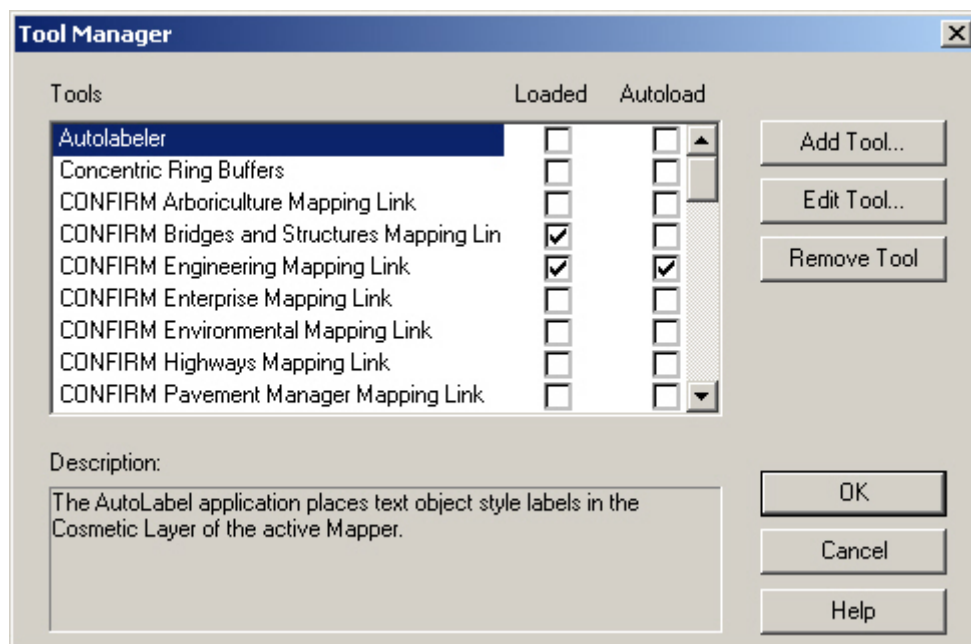 Tool Manager
Tools Loaded Autoload
Autolabeler
Concentric Ring Buffers
CONFIRM Arboriculture Mapping Link
CONFIRM Bridges and Structures Mapping Lin
CONFIRM Engineering Mapping Link
CONFIRM Enterprise Mapping Link
CONFIRM Environmental Mapping Link
CONFIRM Highways Mapping Link
CONFIRM Pavement Manager Mapping Link
Add Tool...
Edit Tool...
Remove Tool
Description:
The AutoLabel application places text object style labels in the
Cosmetic Layer of the active Mapper.
OK
Cancel
Help